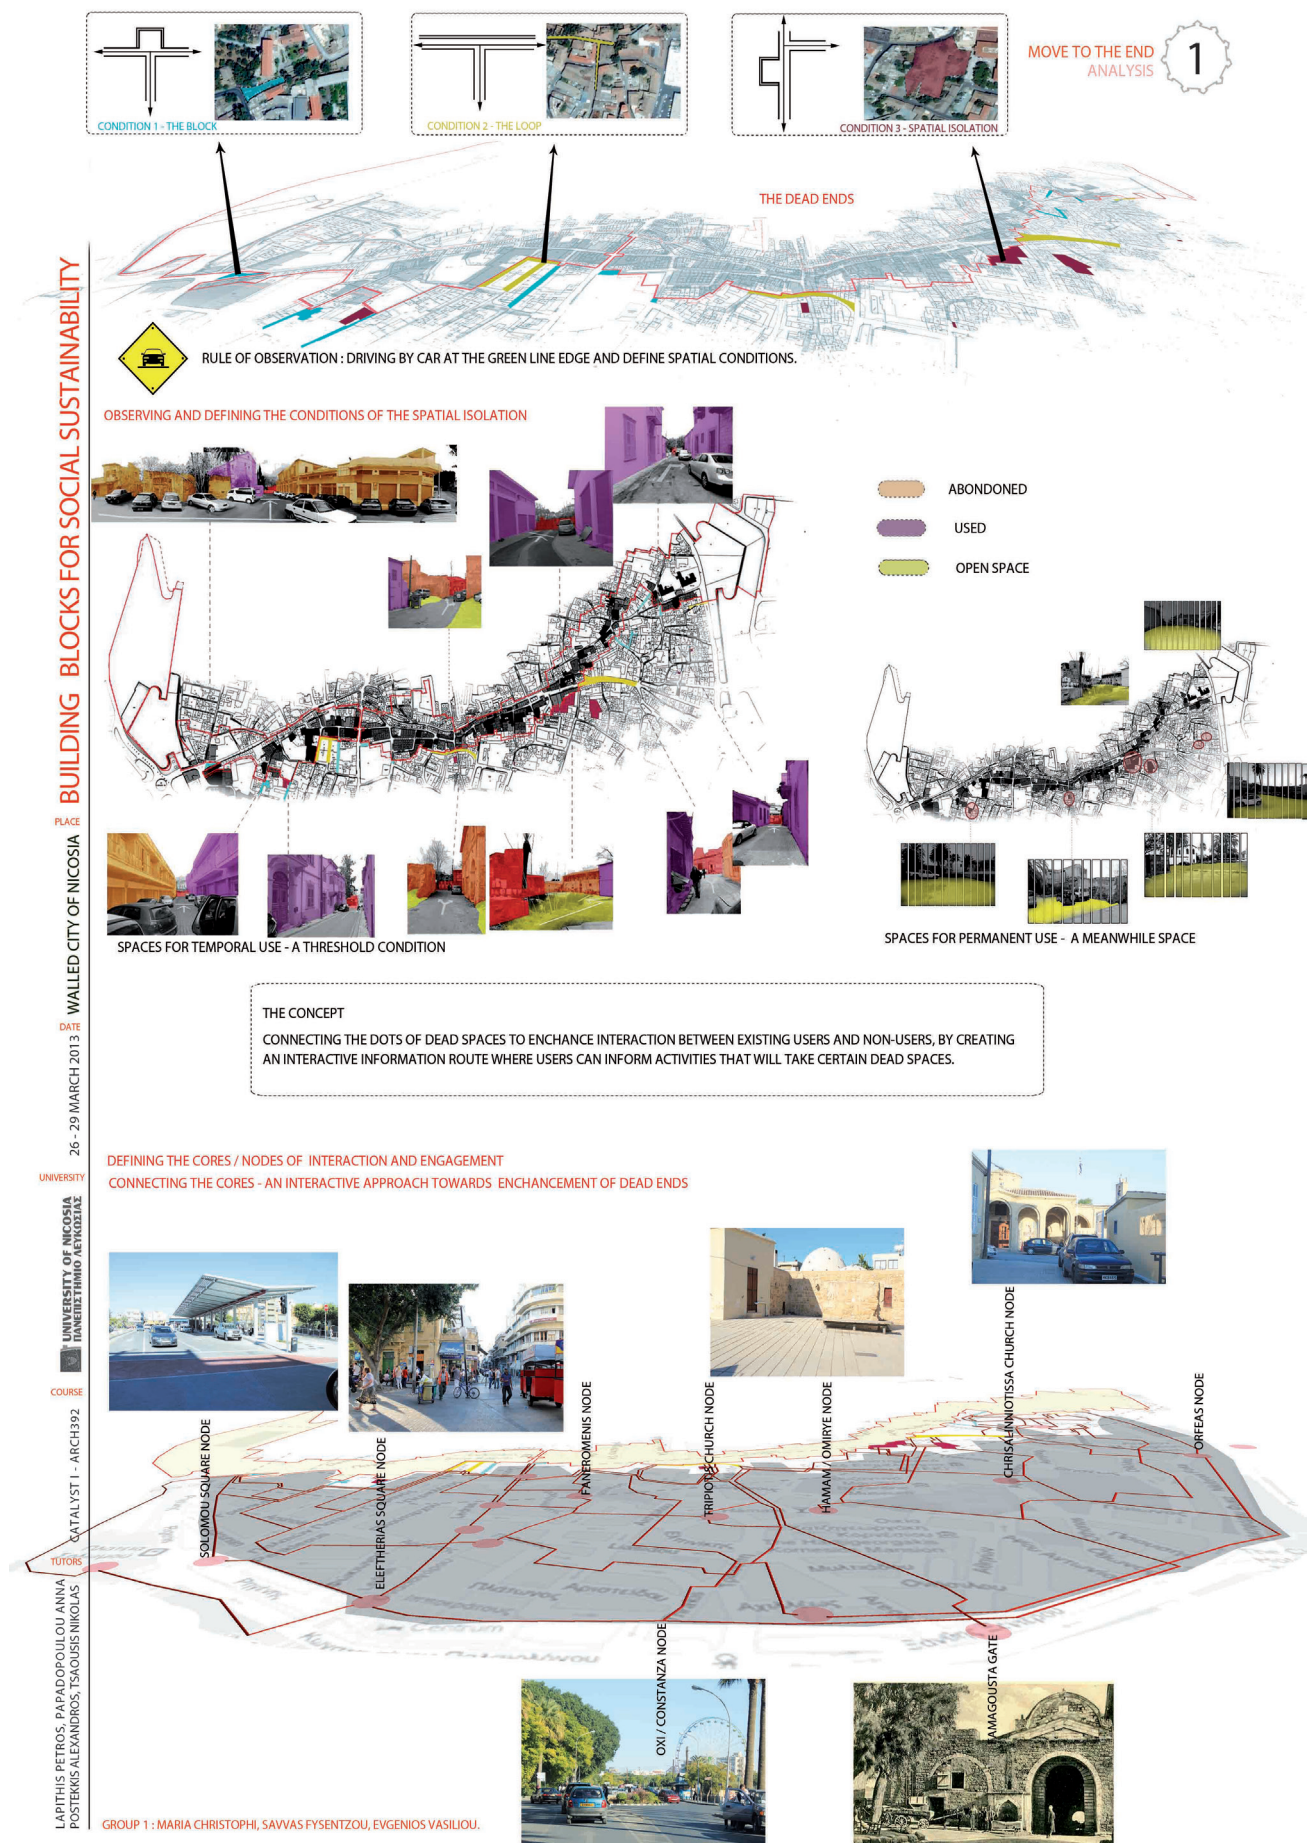 MOVE TO THE END
ANALYSIS
1
CONDITION 1 - THE BLOCK
CONDITION 2 - THE LOOP
CONDITION 3 - SPATIAL ISOLATION
THE DEAD ENDS
RULE OF OBSERVATION : DRIVING BY CAR AT THE GREEN LINE EDGE AND DEFINE SPATIAL CONDITIONS.
OBSERVING AND DEFINING THE CONDITIONS OF THE SPATIAL ISOLATION
ABONDONED
USED
OPEN SPACE
SPACES FOR TEMPORAL USE - A THRESHOLD CONDITION
SPACES FOR PERMANENT USE - A MEANWHILE SPACE
THE CONCEPT
CONNECTING THE DOTS OF DEAD SPACES TO ENCHANCE INTERACTION BETWEEN EXISTING USERS AND NON-USERS, BY CREATING
AN INTERACTIVE INFORMATION ROUTE WHERE USERS CAN INFORM ACTIVITIES THAT WILL TAKE CERTAIN DEAD SPACES.
DEFINING THE CORES / NODES OF INTERACTION AND ENGAGEMENT
CONNECTING THE CORES - AN INTERACTIVE APPROACH TOWARDS ENCHANCEMENT OF DEAD ENDS
SOLOMOU SQUARE NODE
ELEFTHERIAS SQUARE NODE
FANEROMENIS NODE
TRIPIOTIS CHURCH NODE
HAMAM / OMIRYE NODE
CHRISALINNIOTISSA CHURCH NODE
ORFEAS NODE
OXI / CONSTANZA NODE
AMAGOUSTA GATE
Centrum
BUILDING BLOCKS FOR SOCIAL SUSTAINABILITY
PLACE
WALLED CITY OF NICOSIA
DATE
26 - 29 MARCH 2013
UNIVERSITY
UNIVERSITY OF NICOSIA
ΠΑΝΕΠΙΣΤΗΜΙΟ ΛΕΥΚΩΣΙΑΣ
COURSE
CATALYST I - ARCH392
TUTORS
LAPITHIS PETROS, PAPADOPOULOU ANNA
POSTEKKIS ALEXANDROS, TSAOUSIS NIKOLAS
GROUP 1 : MARIA CHRISTOPHI, SAVVAS FYSENTZOU, EVGENIOS VASILIOU.